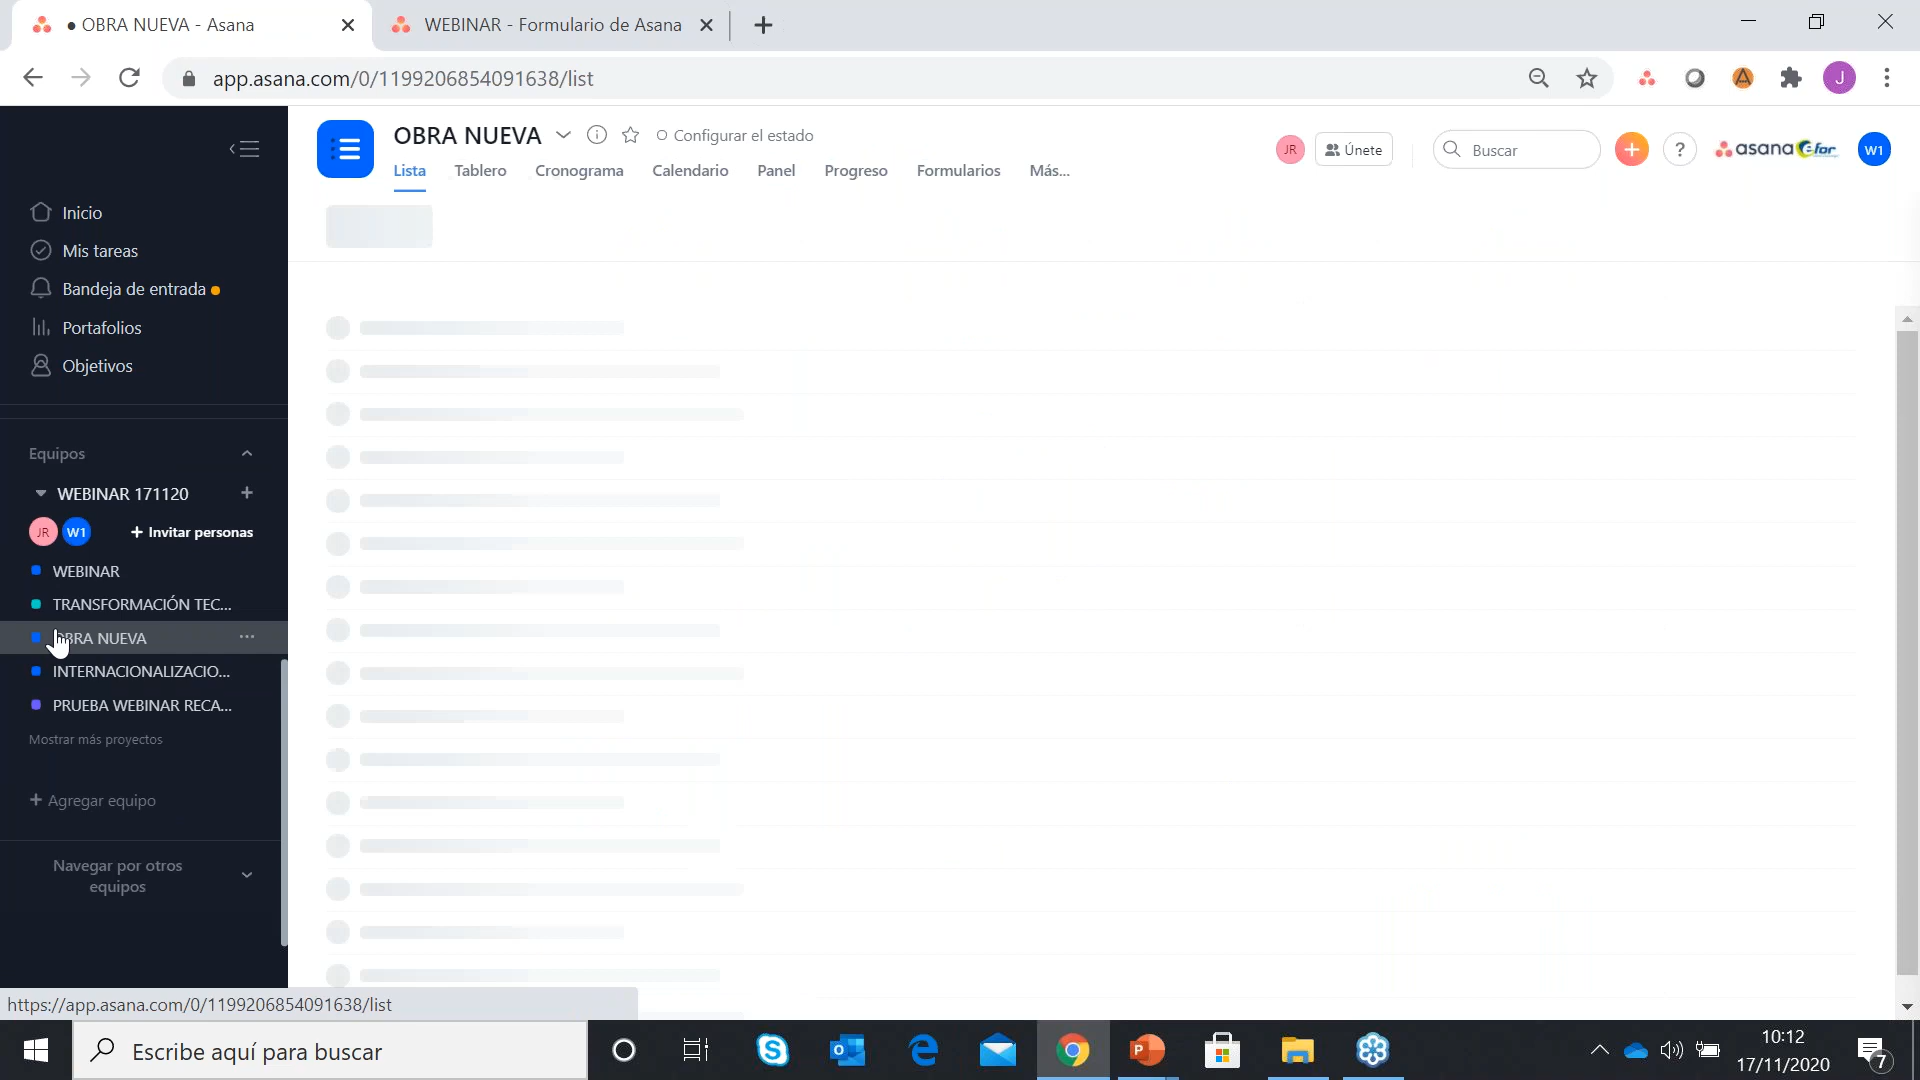 ● OBRA NUEVA - Asana
WEBINAR - Formulario de Asana
app.asana.com/0/1199206854091638/list
J
OBRA NUEVA
Configurar el estado
JR
Únete
Buscar
?
asana efor
W1
Lista
Tablero
Cronograma
Calendario
Panel
Progreso
Formularios
Más...
Inicio
Mis tareas
Bandeja de entrada
Portafolios
Objetivos
Equipos
WEBINAR 171120
JR
W1
+ Invitar personas
WEBINAR
TRANSFORMACIÓN TEC...
OBRA NUEVA
INTERNACIONALIZACIO...
PRUEBA WEBINAR RECA...
Mostrar más proyectos
+ Agregar equipo
Navegar por otros
equipos
https://app.asana.com/0/1199206854091638/list
Escribe aquí para buscar
10:12
17/11/2020
7